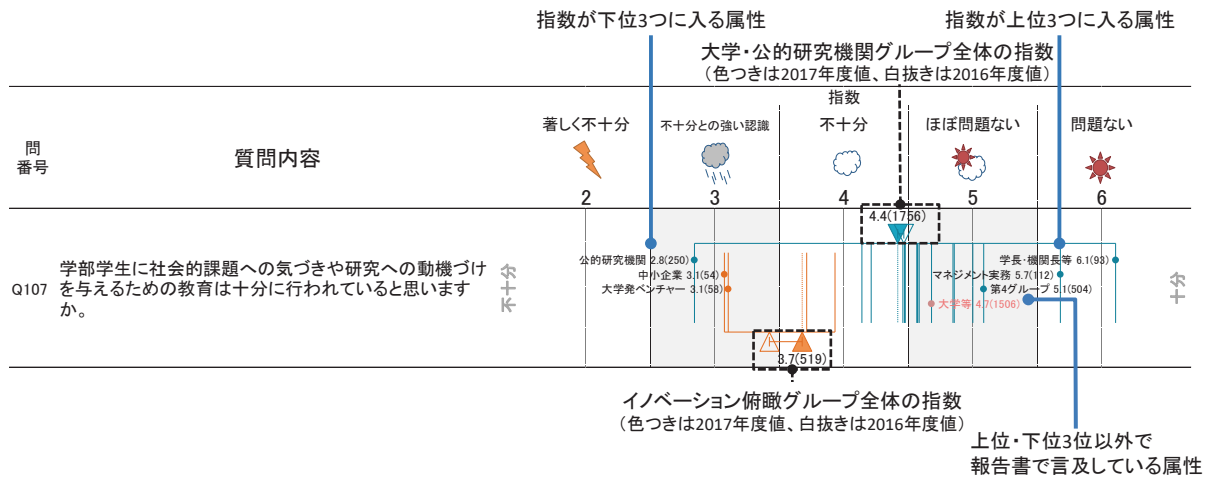 指数が下位3つに入る属性
指数が上位3つに入る属性
大学・公的研究機関グループ全体の指数
（色つきは2017年度値、白抜きは2016年度値）
指数
問
番号
質問内容
著しく不十分
不十分との強い認識
不十分
ほぼ問題ない
問題ない
2
3
4
5
6
4.4(1756)
Q107
学部学生に社会的課題への気づきや研究への動機づけ
を与えるための教育は十分に行われていると思います
か。
不十分
公的研究機関 2.8(250)
中小企業 3.1(54)
大学発ベンチャー 3.1(58)
学長・機関長等 6.1(93)
マネジメント実務 5.7(112)
第4グループ 5.1(504)
大学等 4.7(1506)
十分
3.7(519)
イノベーション俯瞰グループ全体の指数
（色つきは2017年度値、白抜きは2016年度値）
上位・下位3位以外で
報告書で言及している属性